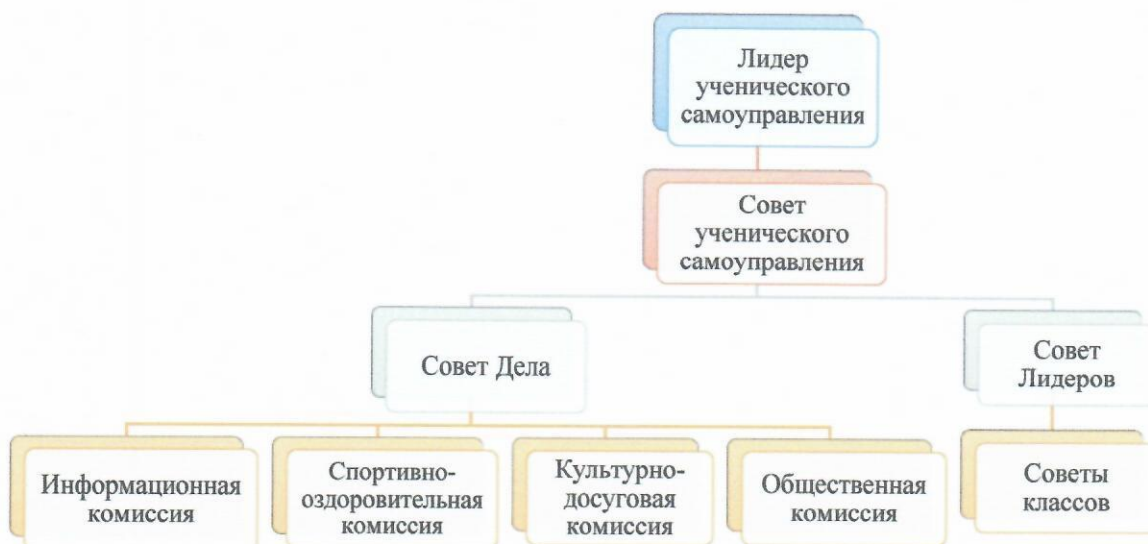 Лидер
ученического
самоуправления
Совет
ученического
самоуправления
Совет Дела
Совет
Лидеров
Информационная
комиссия
Спортивно-
оздоровительная
комиссия
Культурно-
досуговая
комиссия
Общественная
комиссия
Советы
классов